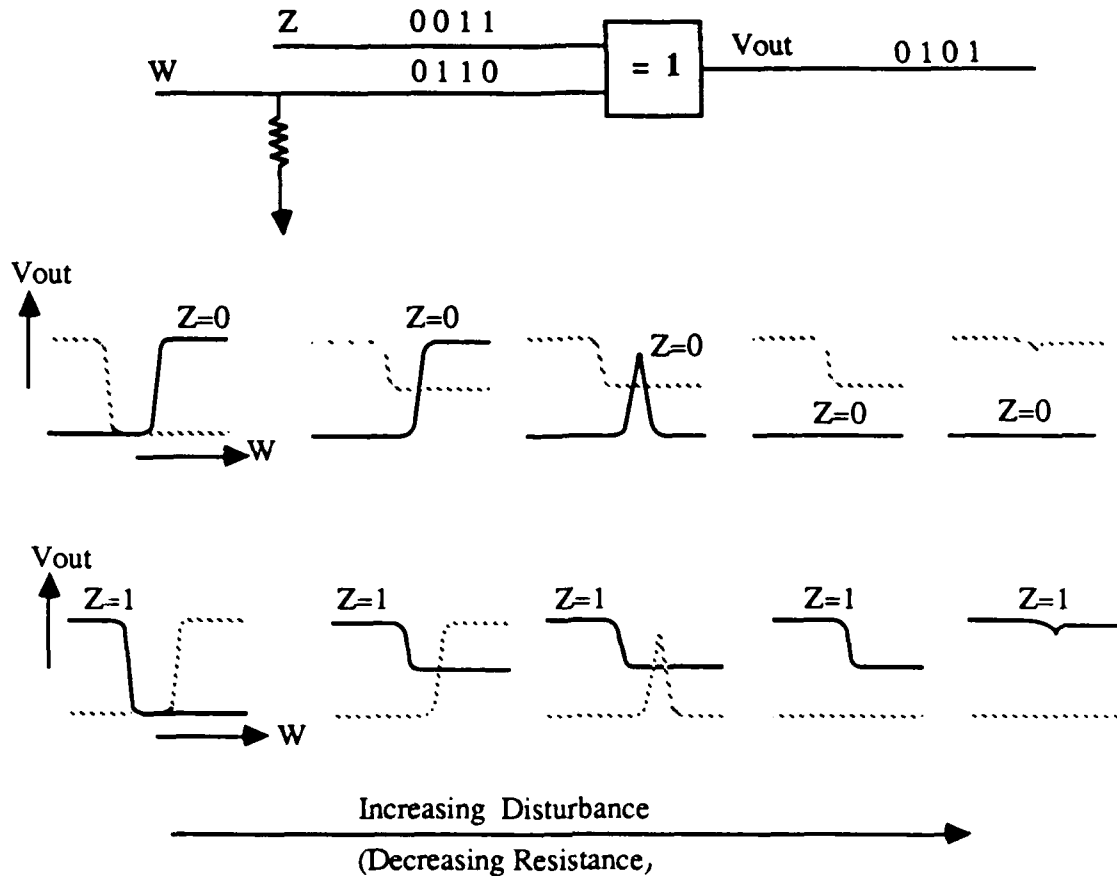 Z 0 0 1 1
Vout 0 1 0 1
W 0 1 1 0
= 1
Vout
Z=0 Z=0 Z=0 Z=0 Z=0
W
Vout
Z=1 Z=1 Z=1 Z=1 Z=1
W
Increasing Disturbance
(Decreasing Resistance,